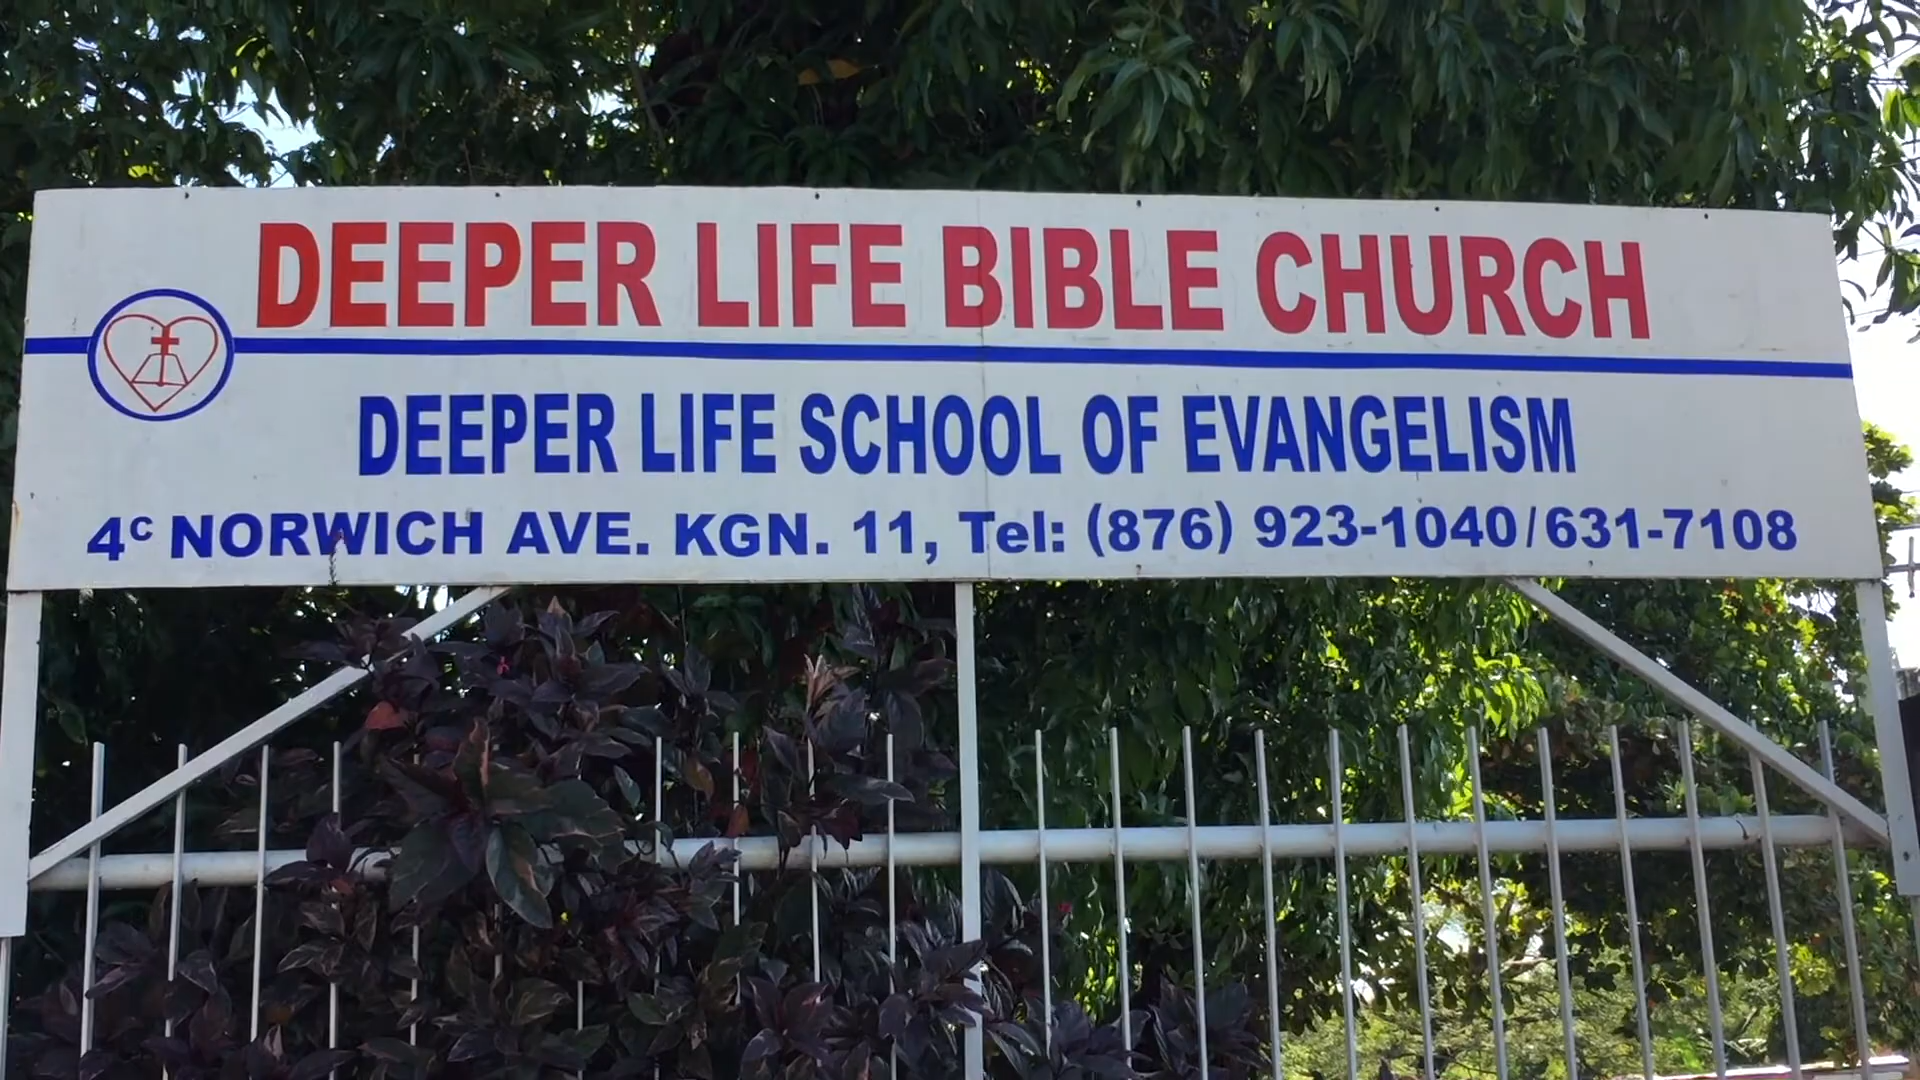 DEEPER LIFE BIBLE CHURCH
DEEPER LIFE SCHOOL OF EVANGELISM
4C NORWICH AVE. KGN. 11, Tel: (876) 923-1040/631-7108